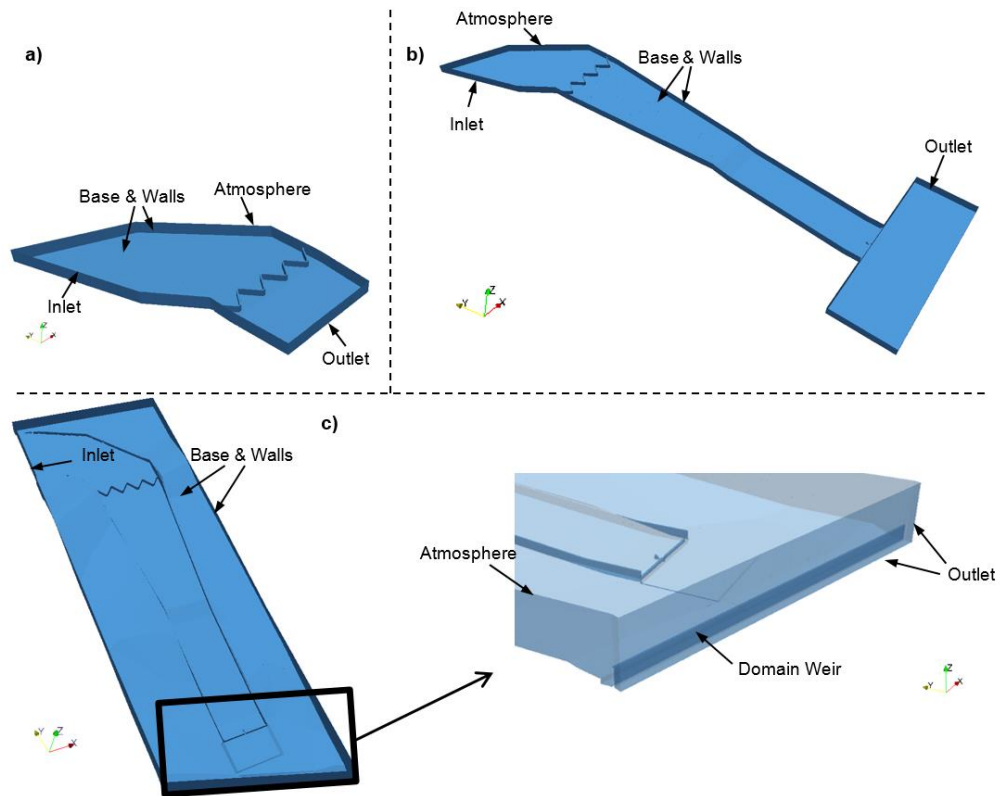 a)
Base & Walls
Atmosphere
Inlet
Outlet
Y
Z
X
b)
Atmosphere
Base & Walls
Inlet
Outlet
Y
Z
X
c)
Inlet
Base & Walls
Y
Z
X
Atmosphere
Outlet
Domain Weir
Y
Z
X